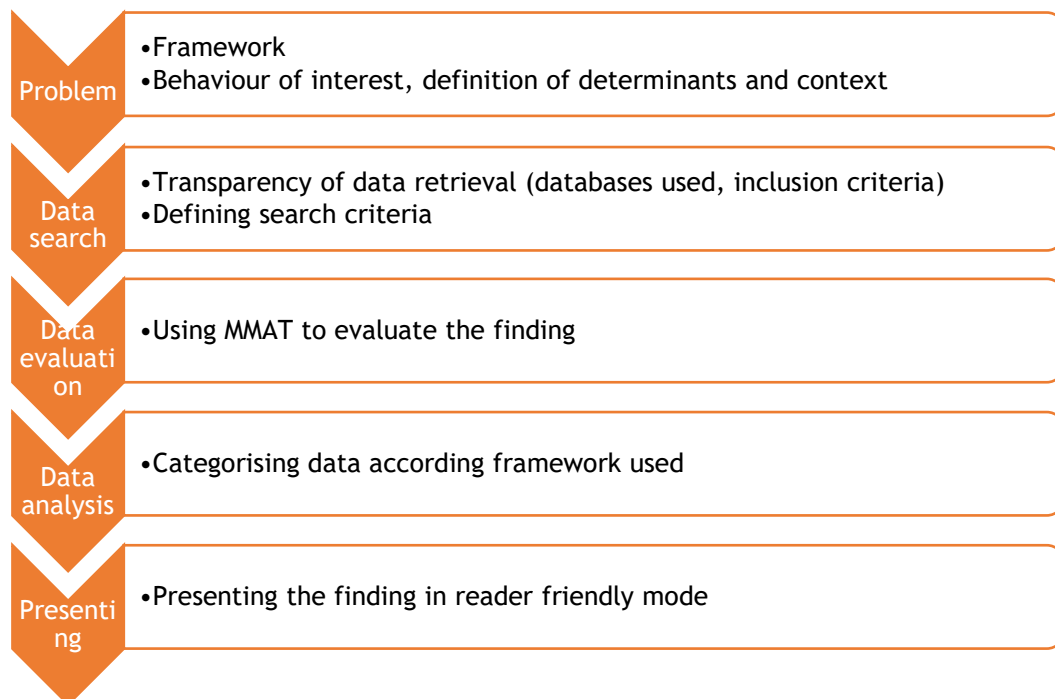 Problem
•Framework
•Behaviour of interest, definition of determinants and context
Data
search
•Transparency of data retrieval (databases used, inclusion criteria)
•Defining search criteria
Data
evaluati
on
•Using MMAT to evaluate the finding
Data
analysis
•Categorising data according framework used
Presenti
ng
•Presenting the finding in reader friendly mode